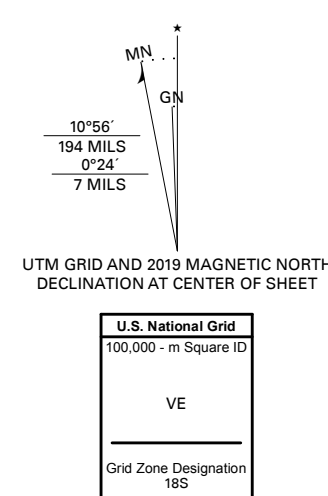 ★
MN
GN
10°56´
194 MILS
0°24´
7 MILS
UTM GRID AND 2019 MAGNETIC NORTH
DECLINATION AT CENTER OF SHEET
U.S. National Grid
100,000 - m Square ID
VE
Grid Zone Designation
18S